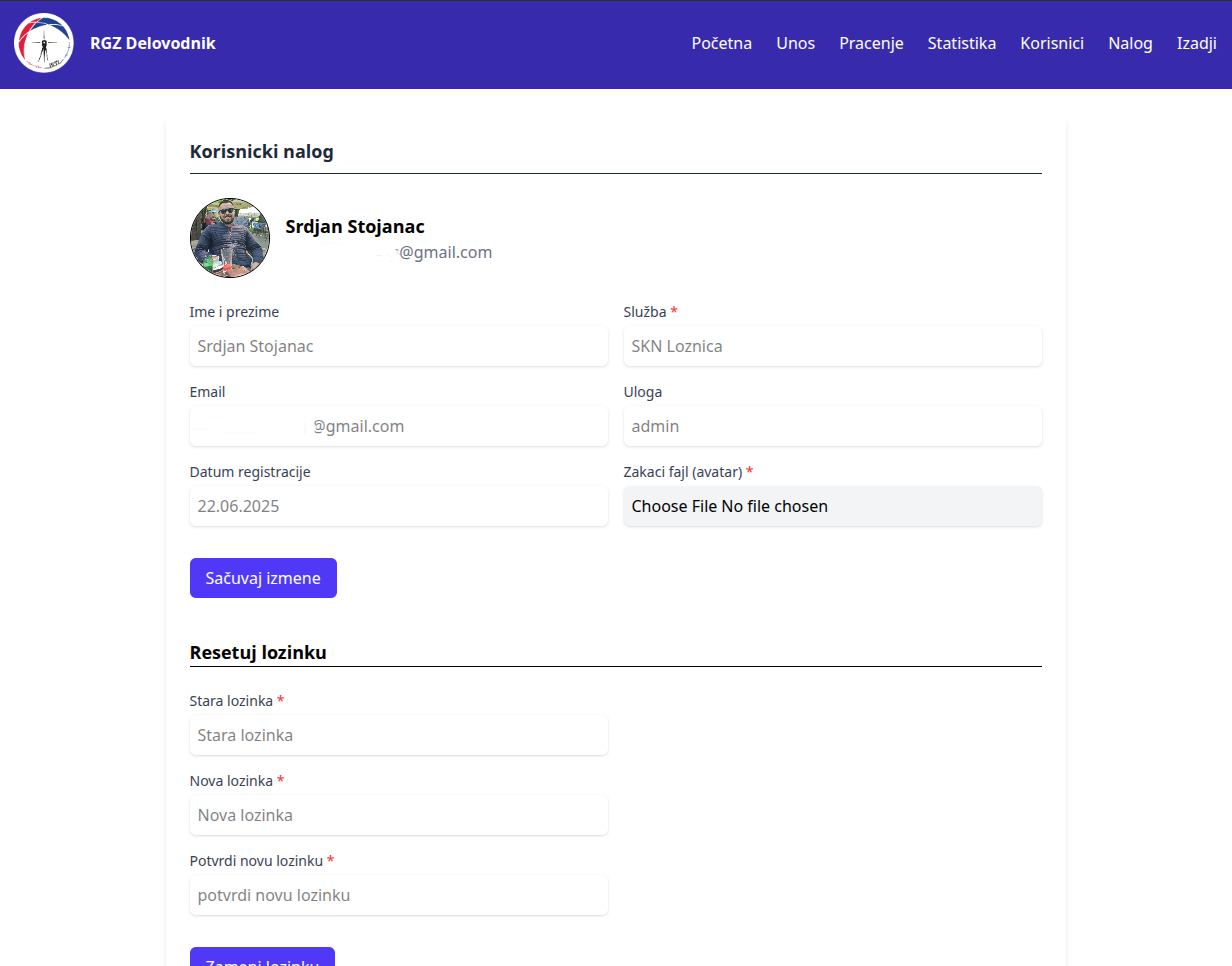 RGZ Delovodnik
Početna Unos Pracenje Statistika Korisnici Nalog Izadji
Korisnicki nalog
Srdjan Stojanac
@gmail.com
Ime i prezime
Služba *
Srdjan Stojanac
SKN Loznica
Email
Uloga
@gmail.com
admin
Datum registracije
Zakaci fajl (avatar) *
22.06.2025
Choose File No file chosen
Sačuvaj izmene
Resetuj lozinku
Stara lozinka *
Stara lozinka
Nova lozinka *
Nova lozinka
Potvrdi novu lozinku *
potvrdi novu lozinku